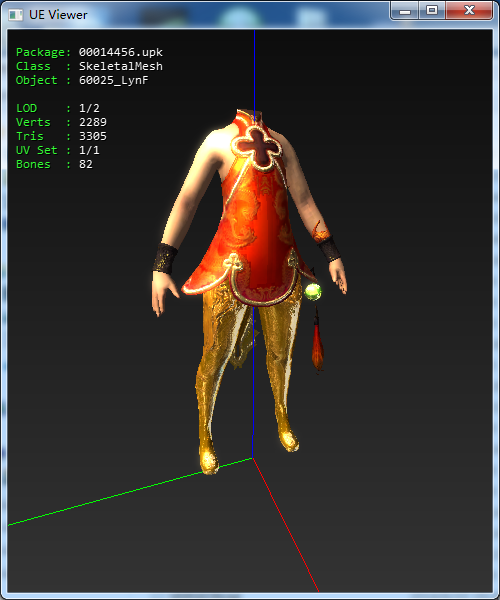 UE Viewer
Package: 00014456.upk
Class : SkeletalMesh
Object : 60025_LynF
LOD : 1/2
Verts : 2289
Tris : 3305
UV Set : 1/1
Bones : 82